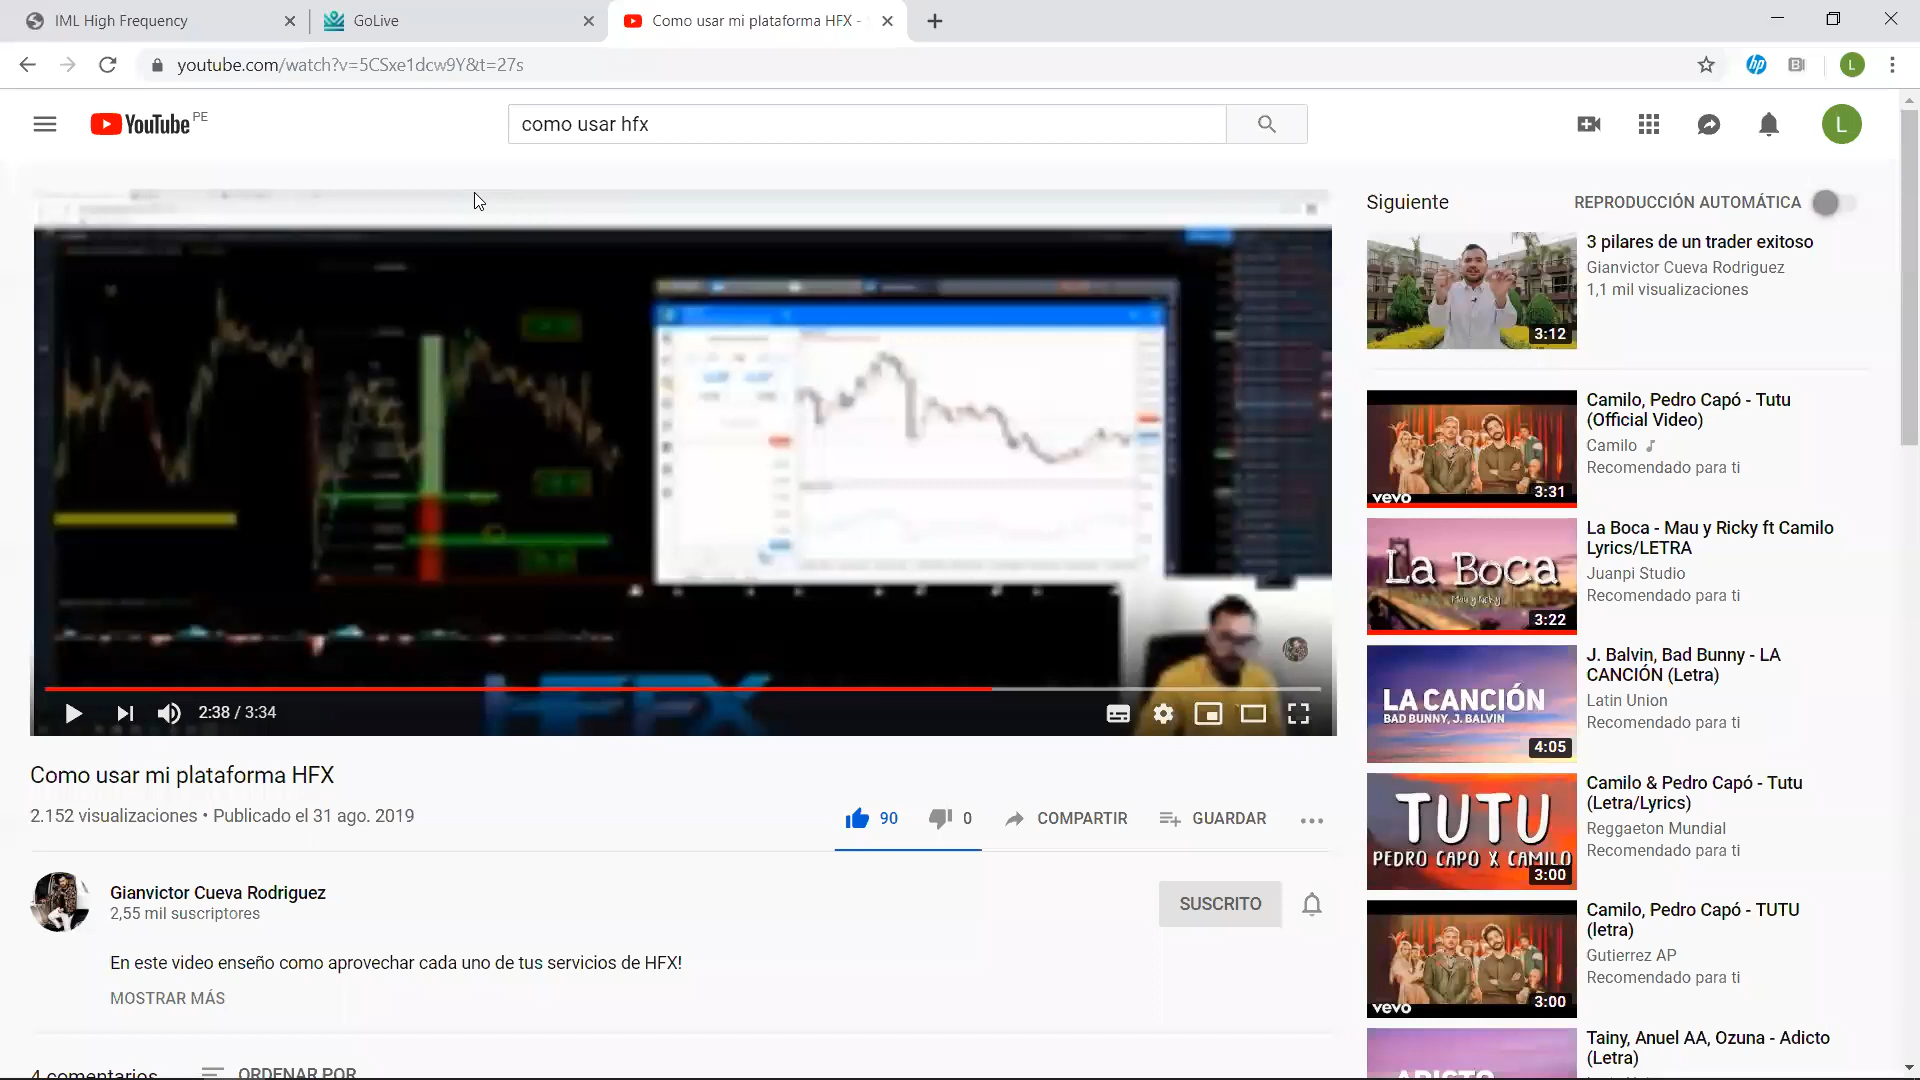 IML High Frequency
GoLive
Como usar mi plataforma HFX -
youtube.com/watch?v=5CSxe1dcw9Y&t=27s
hp
L
YouTube PE
como usar hfx
L
Siguiente
REPRODUCCIÓN AUTOMÁTICA
3 pilares de un trader exitoso
Gianvictor Cueva Rodriguez
1,1 mil visualizaciones
3:12
Camilo, Pedro Capó - Tutu
(Official Video)
Camilo
Recomendado para ti
vevo
3:31
La Boca - Mau y Ricky ft Camilo
Lyrics/LETRA
Juanpi Studio
Recomendado para ti
La Boca
Mau y Ricky
3:22
J. Balvin, Bad Bunny - LA
CANCIÓN (Letra)
Latin Union
Recomendado para ti
LA CANCIÓN
BAD BUNNY, J. BALVIN
4:05
Camilo & Pedro Capó - Tutu
(Letra/Lyrics)
Reggaeton Mundial
Recomendado para ti
TUTU
PEDRO CAPO X CAMILO
3:00
Camilo, Pedro Capó - TUTU
(letra)
Gutierrez AP
Recomendado para ti
vevo
3:00
Tainy, Anuel AA, Ozuna - Adicto
(Letra)
ADICTO
HFX
2:38 / 3:34
Como usar mi plataforma HFX
2.152 visualizaciones • Publicado el 31 ago. 2019
90
0
COMPARTIR
GUARDAR
Gianvictor Cueva Rodriguez
2,55 mil suscriptores
SUSCRITO
En este video enseño como aprovechar cada uno de tus servicios de HFX!
MOSTRAR MÁS
4 comentarios
ORDENAR POR